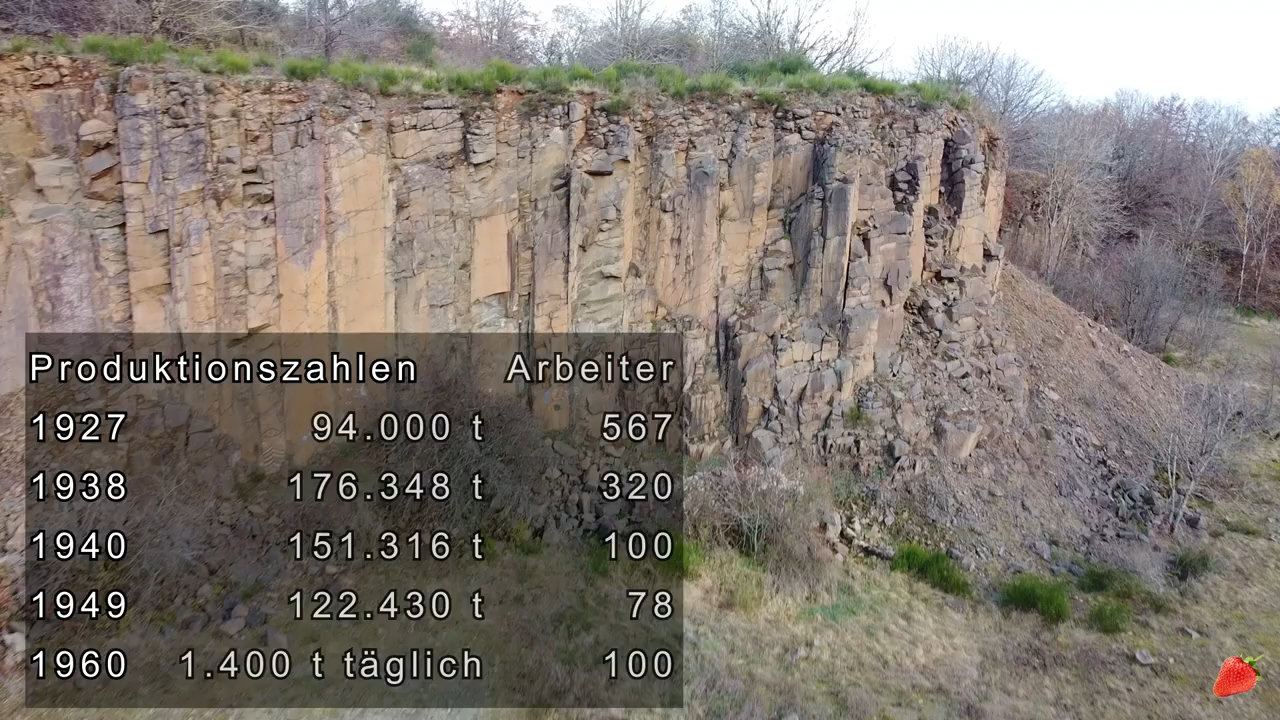 Produktionszahlen Arbeiter
1927 94.000 t 567
1938 176.348 t 320
1940 151.316 t 100
1949 122.430 t 78
1960 1.400 t täglich 100